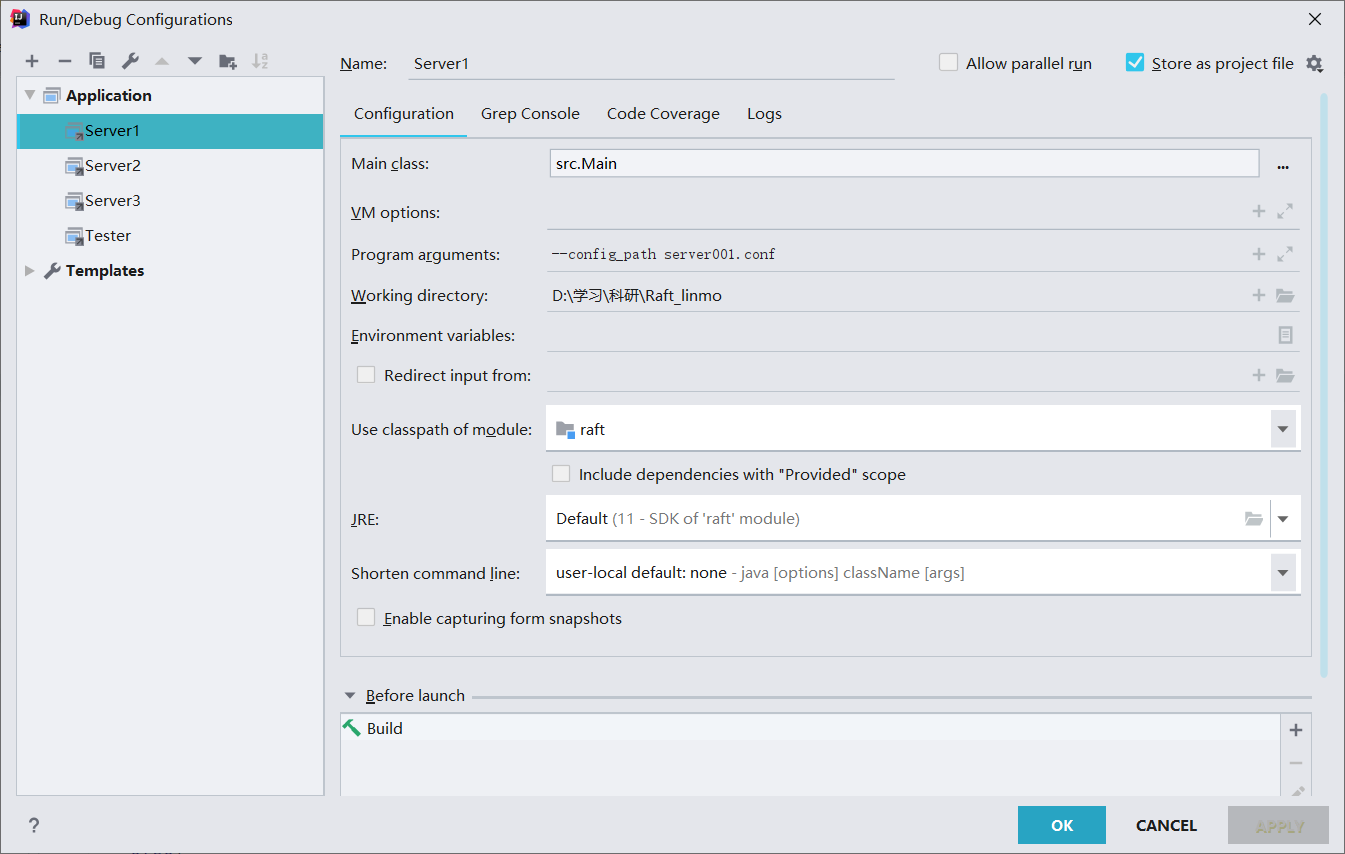 Run/Debug Configurations
Name: Server1
Allow parallel run
Store as project file
Application
Server1
Server2
Server3
Tester
Templates
Configuration Grep Console Code Coverage Logs
Main class: src.Main ...
VM options:
Program arguments: --config_path server001.conf
Working directory: D:\学习\科研\Raft_linmo
Environment variables:
Redirect input from:
Use classpath of module: raft
Include dependencies with "Provided" scope
JRE: Default (11 - SDK of 'raft' module)
Shorten command line: user-local default: none - java [options] className [args]
Enable capturing form snapshots
Before launch
Build
? OK CANCEL APPLY